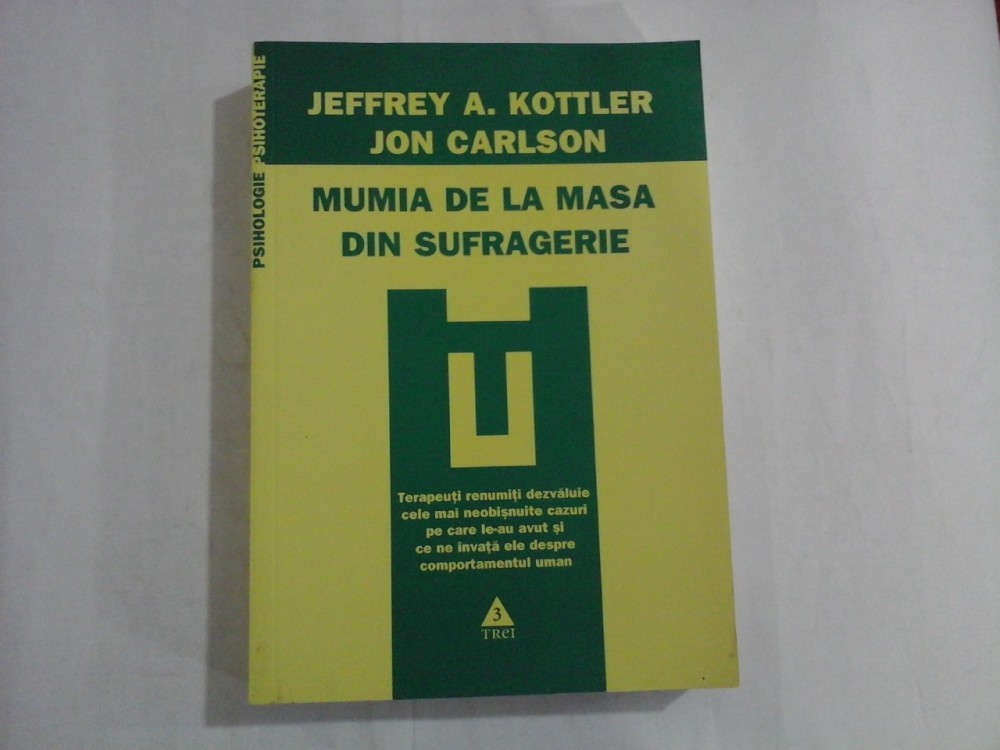 PSIHOLOGIE PSIHOTERAPIE
JEFFREY A. KOTTLER
JON CARLSON
MUMIA DE LA MASA
DIN SUFRAGERIE
Terapeuți renumiți dezvăluie
cele mai neobișnuite cazuri
pe care le-au avut și
ce ne învață ele despre
comportamentul uman
3
TREI